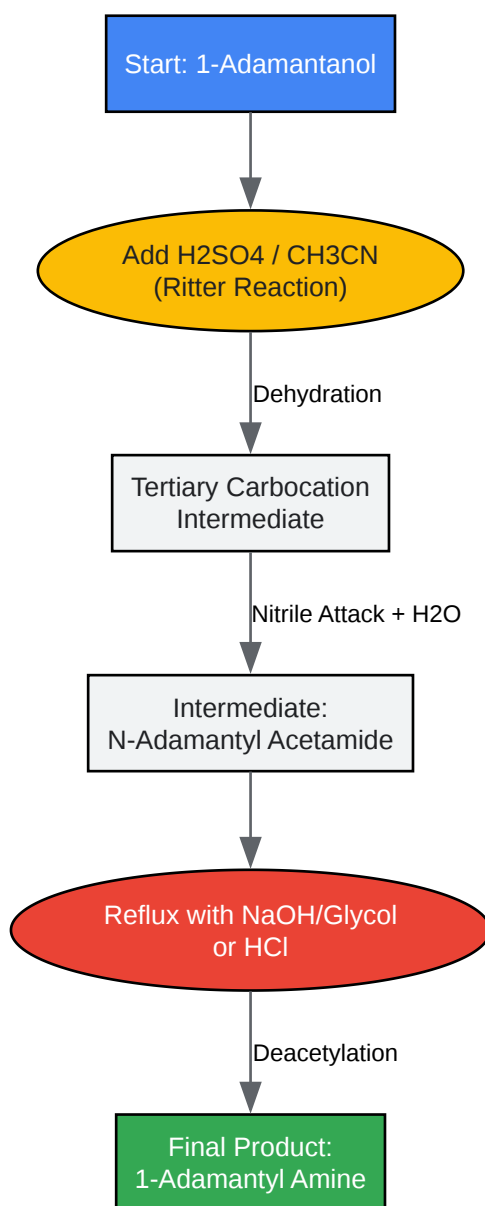 Start: 1-Adamantanol
Add H2SO4 / CH3CN
(Ritter Reaction)
Dehydration
Tertiary Carbocation
Intermediate
Nitrile Attack + H2O
Intermediate:
N-Adamantyl Acetamide
Reflux with NaOH/Glycol
or HCl
Deacetylation
Final Product:
1-Adamantyl Amine